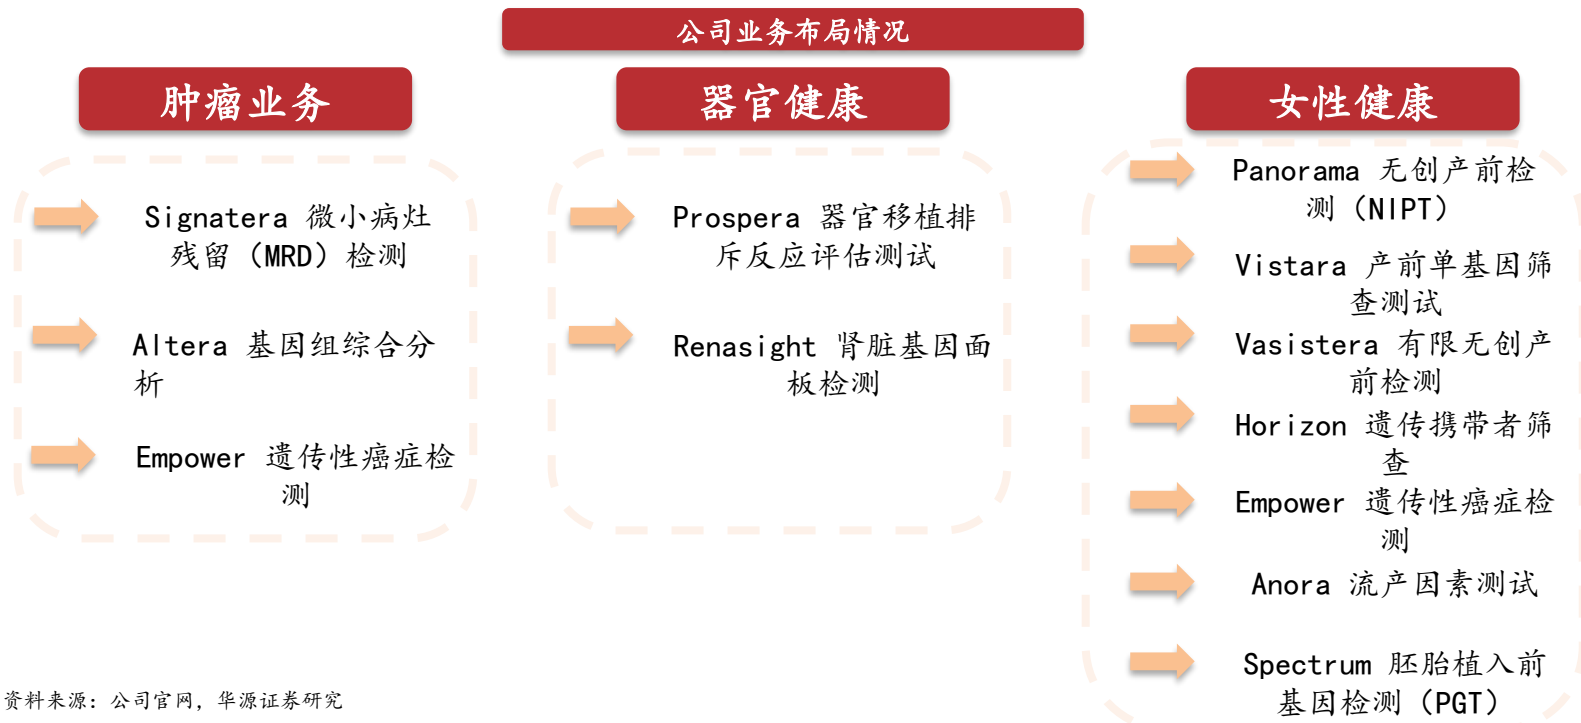 公司业务布局情况
肿瘤业务
Signatera 微小病灶
残留（MRD）检测
Altera 基因组综合分
析
Empower 遗传性癌症检
测
器官健康
Prospera 器官移植排
斥反应评估测试
Renasight 肾脏基因面
板检测
女性健康
Panorama 无创产前检
测（NIPT）
Vistara 产前单基因筛
查测试
Vasistera 有限无创产
前检测
Horizon 遗传携带者筛
查
Empower 遗传性癌症检
测
Anora 流产因素测试
Spectrum 胚胎植入前
基因检测（PGT）
资料来源：公司官网，华源证券研究